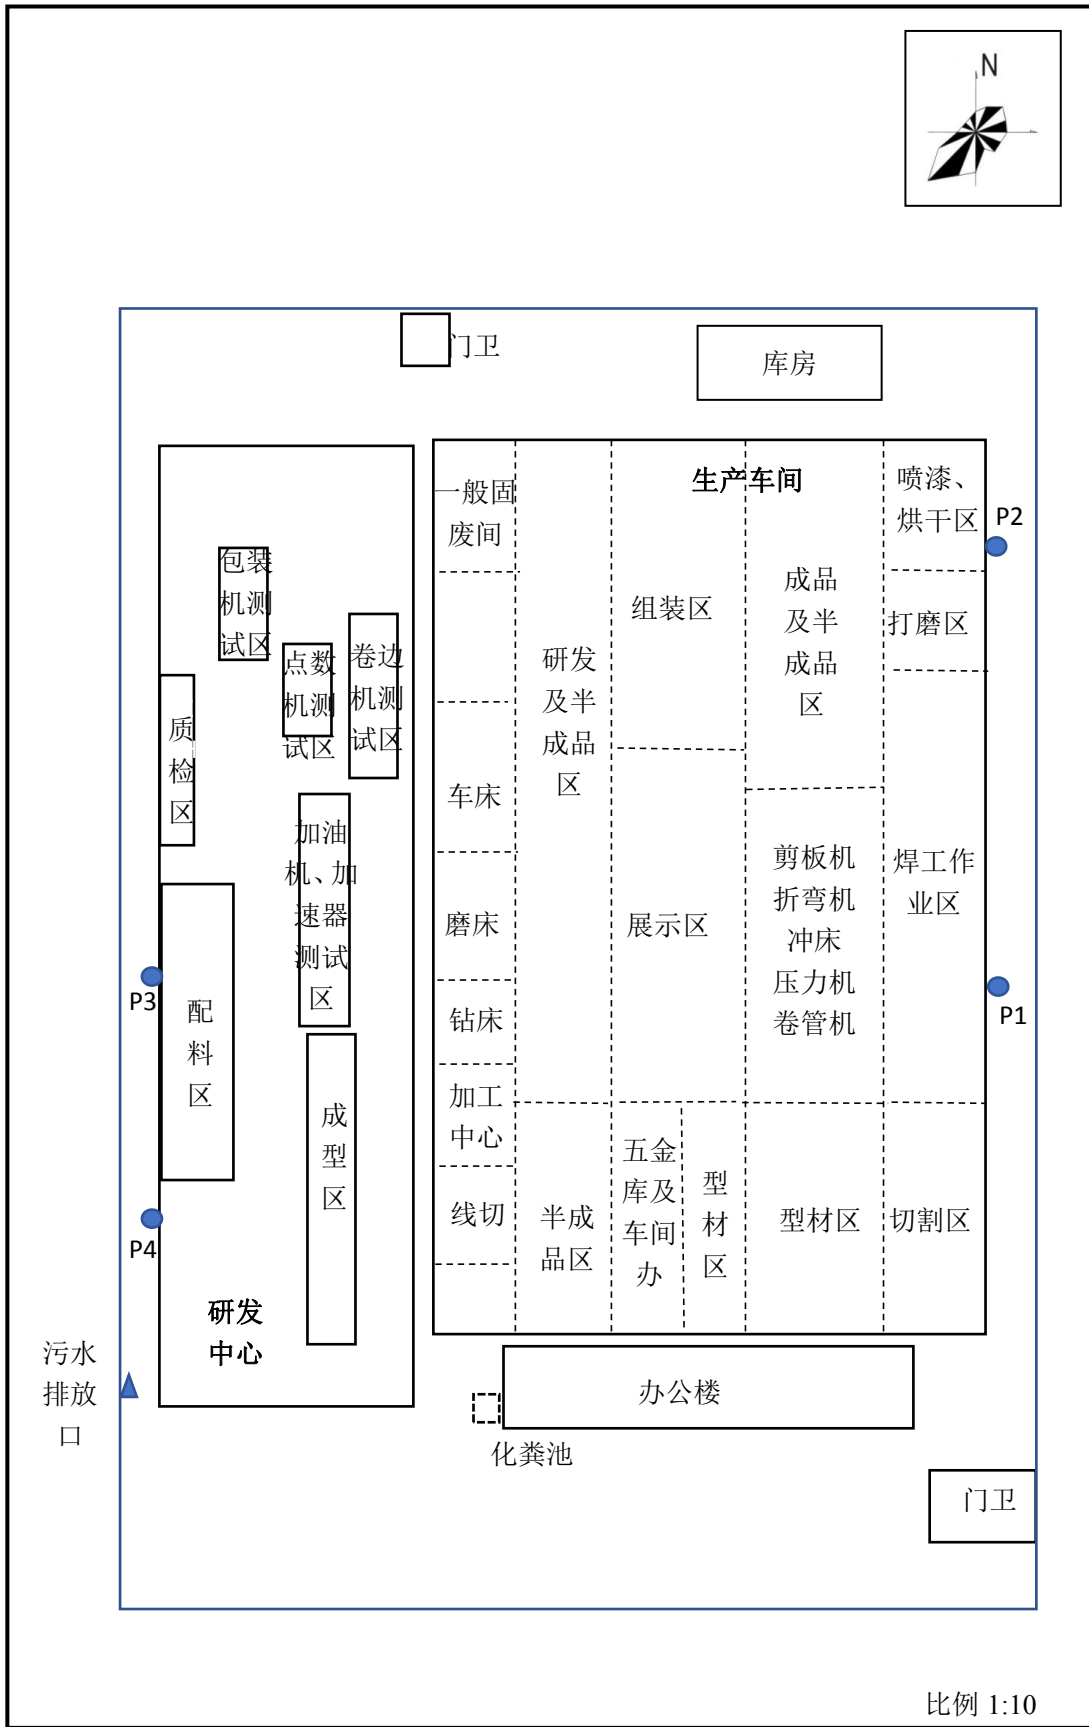 N
门卫
库房
生产车间
一般固
废间
喷漆、
烘干区
P2
包装
机测
试区
点数
机测
试区
卷边
机测
试区
质
检
区
加油
机、加
速器
测试
区
配
料
区
成
型
区
P3
P4
研发
中心
污水
排放
口
车床
磨床
钻床
加工
中心
线切
研发
及半
成品
区
半成
品区
组装区
展示区
五金
库及
车间
办
型
材
区
成品
及半
成品
区
剪板机
折弯机
冲床
压力机
卷管机
型材区
打磨区
焊工作
业区
P1
切割区
办公楼
化粪池
门卫
比例 1:10